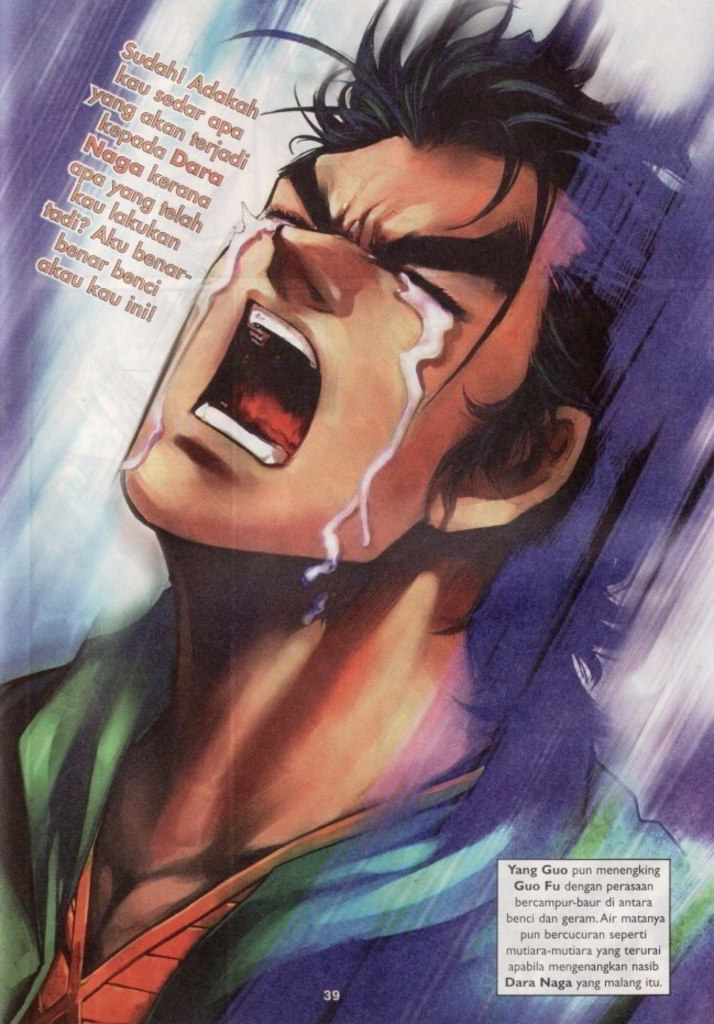 Sudah! Adakah
kau sedar apa
yang akan terjadi
kepada Dara
Naga kerana
apa yang telah
kau lakukan
tadi? Aku benar-
benar benci
akau kau ini!
Yang Guo pun menengking
Guo Fu dengan perasaan
bercampur-baur di antara
benci dan geram. Air matanya
pun bercucuran seperti
mutiara-mutiara yang terurai
apabila mengenangkan nasib
Dara Naga yang malang itu.
39